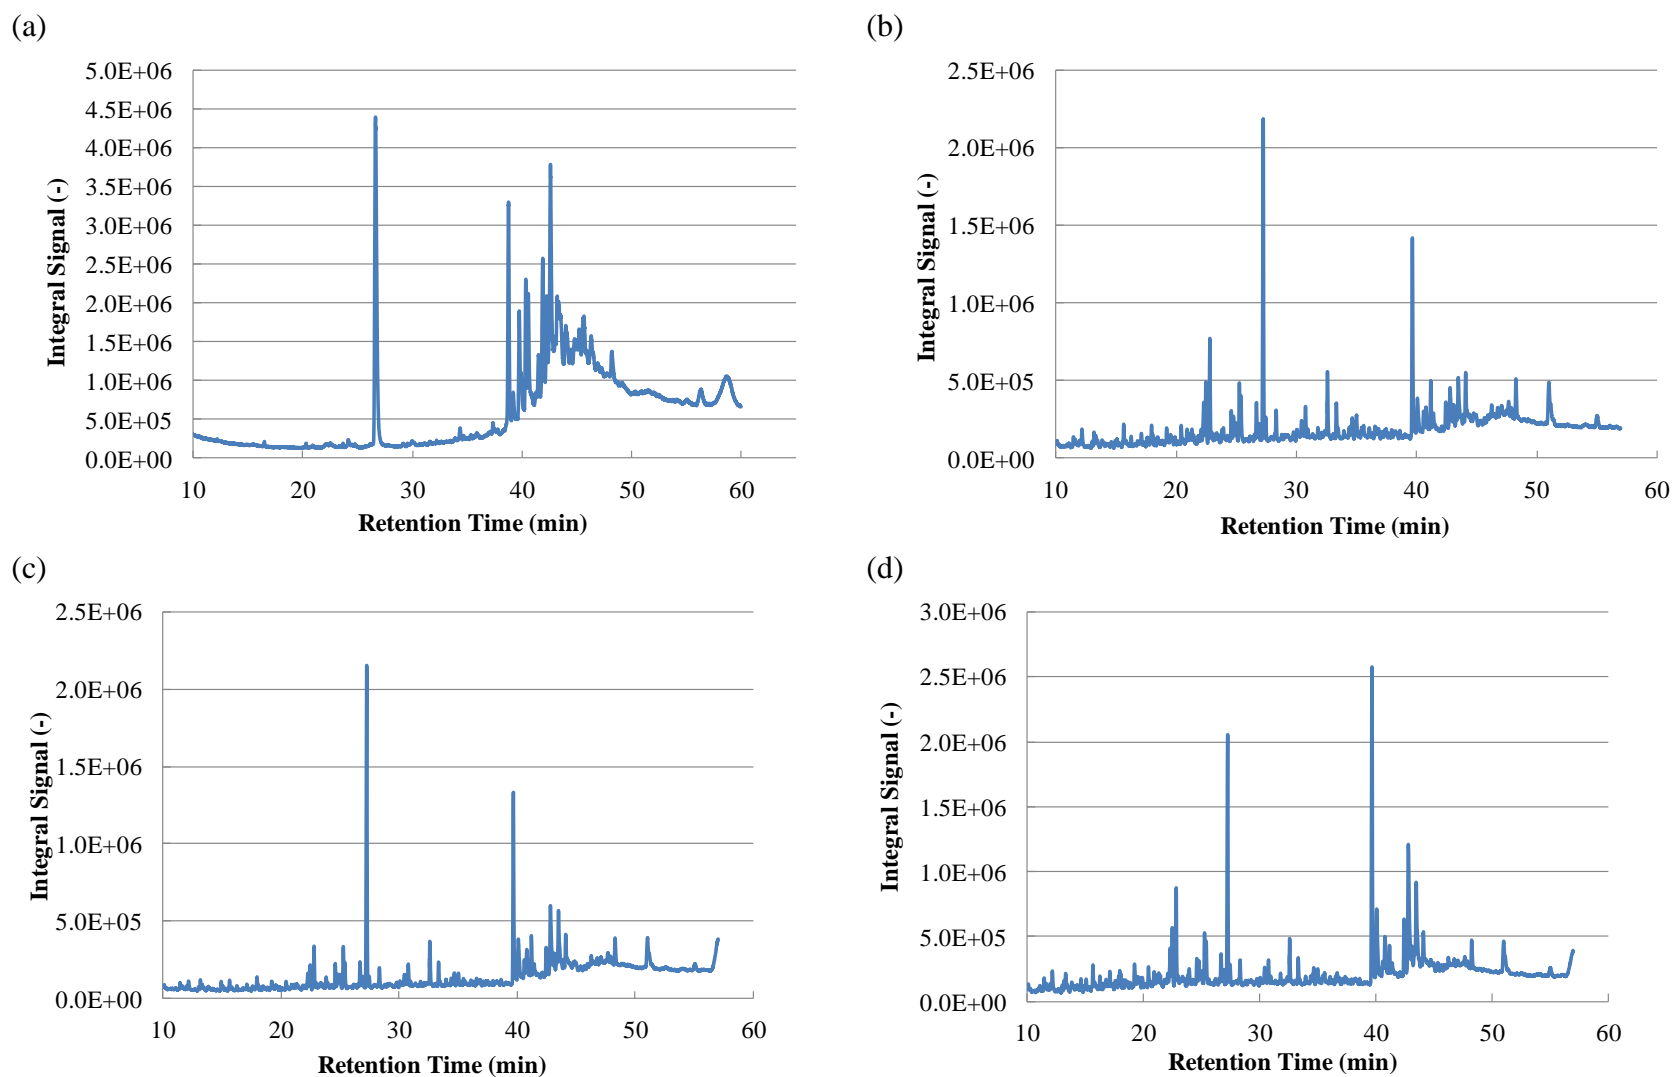 (a)
5.0E+06
4.5E+06
4.0E+06
3.5E+06
3.0E+06
2.5E+06
2.0E+06
1.5E+06
1.0E+06
5.0E+05
0.0E+00
Integral Signal (-)
10 20 30 40 50 60
Retention Time (min)
(b)
2.5E+06
2.0E+06
1.5E+06
1.0E+06
5.0E+05
0.0E+00
Integral Signal (-)
10 20 30 40 50 60
Retention Time (min)
(c)
2.5E+06
2.0E+06
1.5E+06
1.0E+06
5.0E+05
0.0E+00
Integral Signal (-)
10 20 30 40 50 60
Retention Time (min)
(d)
3.0E+06
2.5E+06
2.0E+06
1.5E+06
1.0E+06
5.0E+05
0.0E+00
Integral Signal (-)
10 20 30 40 50 60
Retention Time (min)